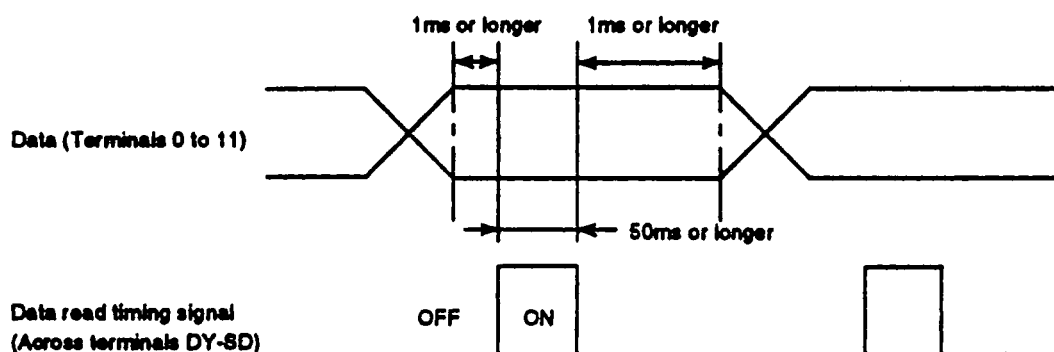 1ms or longer 1ms or longer
Data (Terminals 0 to 11)
50ms or longer
Data read timing signal
(Across terminals DY-SD)
OFF ON